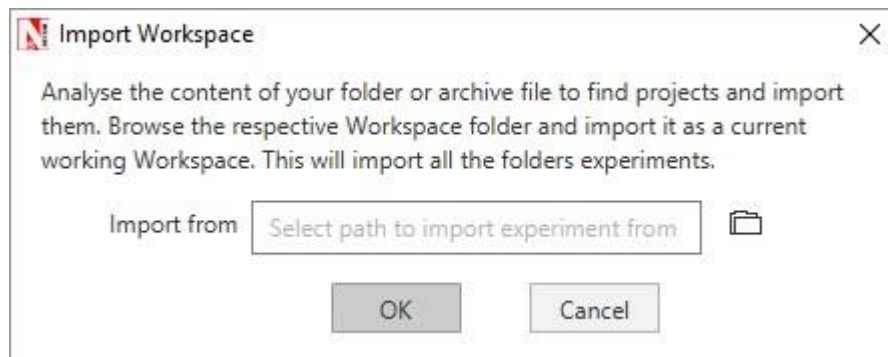 Import Workspace
Analyse the content of your folder or archive file to find projects and import
them. Browse the respective Workspace folder and import it as a current
working Workspace. This will import all the folders experiments.
Import from Select path to import experiment from
OK Cancel